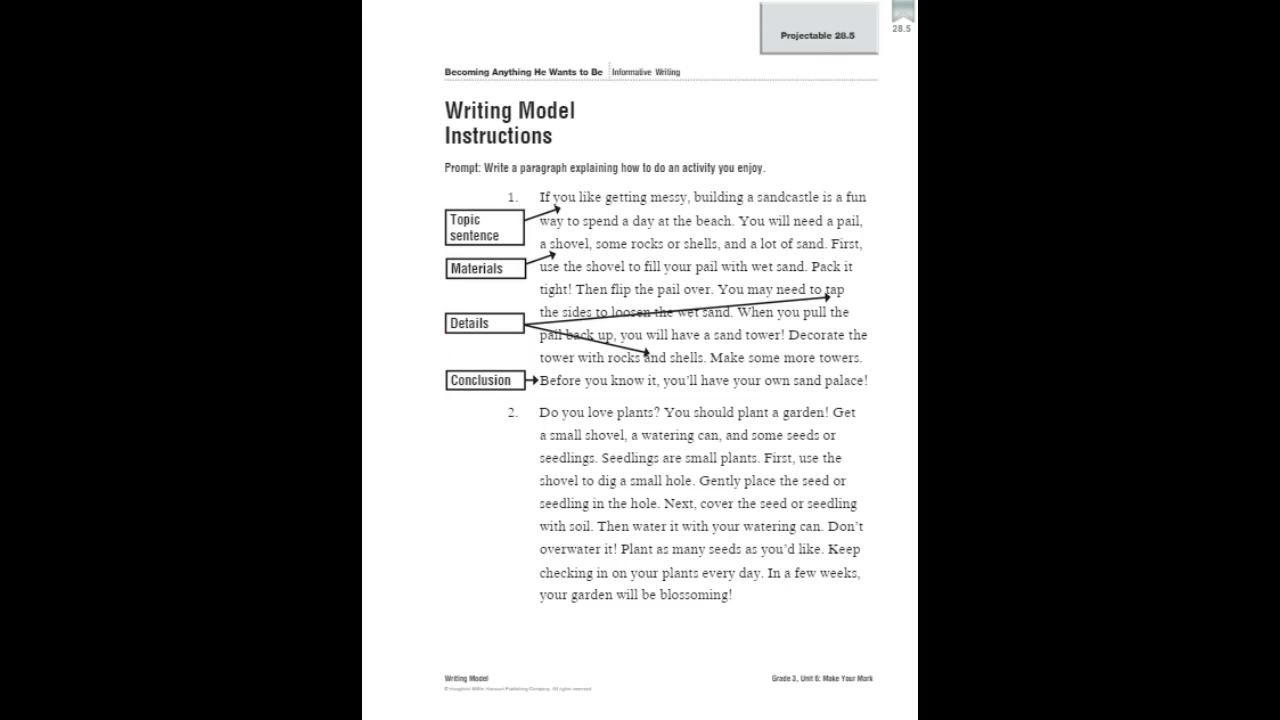 Projectable 28.5
28.5
Becoming Anything He Wants to Be Informative Writing
Writing Model
Instructions
Prompt: Write a paragraph explaining how to do an activity you enjoy.
1. If you like getting messy, building a sandcastle is a fun
way to spend a day at the beach. You will need a pail,
a shovel, some rocks or shells, and a lot of sand. First,
use the shovel to fill your pail with wet sand. Pack it
tight! Then flip the pail over. You may need to tap
the sides to loosen the wet sand. When you pull the
pail back up, you will have a sand tower! Decorate the
tower with rocks and shells. Make some more towers.
Before you know it, you’ll have your own sand palace!
Topic
sentence
Materials
Details
Conclusion
2. Do you love plants? You should plant a garden! Get
a small shovel, a watering can, and some seeds or
seedlings. Seedlings are small plants. First, use the
shovel to dig a small hole. Gently place the seed or
seedling in the hole. Next, cover the seed or seedling
with soil. Then water it with your watering can. Don’t
overwater it! Plant as many seeds as you’d like. Keep
checking in on your plants every day. In a few weeks,
your garden will be blossoming!
Writing Model
Grade 3, Unit 6: Make Your Mark
© Houghton Mifflin Harcourt Publishing Company. All rights reserved.